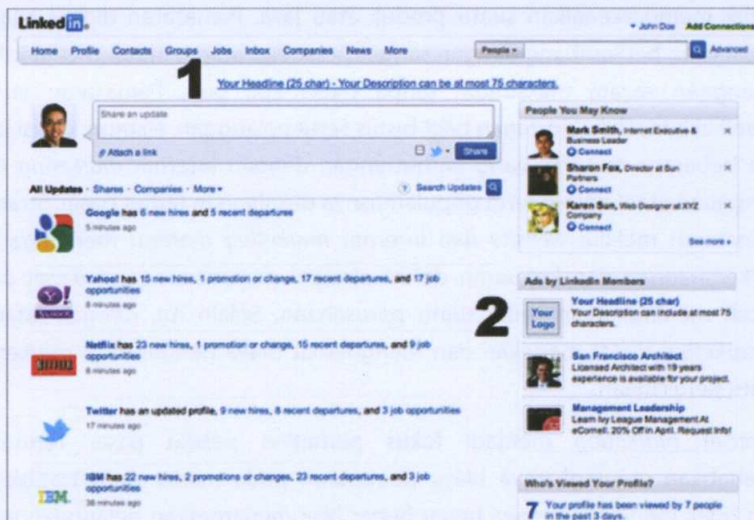 LinkedIn.
John Doe Add Connections
Home Profile Contacts Groups Jobs Inbox Companies News More People Advanced
1
Your Headline (25 char) - Your Description can be at most 75 characters.
Share an update
Attach a link Share
All Updates · Shares · Companies · More Search Updates
Google has 6 new hires and 5 recent departures
5 minutes ago
Yahoo! has 15 new hires, 1 promotion or change, 17 recent departures, and 17 job
opportunities
8 minutes ago
YAHOO!
Netflix has 23 new hires, 1 promotion or change, 15 recent departures, and 9 job
opportunities
8 minutes ago
NETFLIX
Twitter has an updated profile, 9 new hires, 8 recent departures, and 3 job opportunities
17 minutes ago
IBM has 22 new hires, 2 promotions or changes, 23 recent departures, and 3 job
opportunities
38 minutes ago
IBM
People You May Know
Mark Smith, Internet Executive &
Business Leader
Connect
Sharon Fox, Director at Sun
Partners
Connect
Karen Sun, Web Designer at XYZ
Company
Connect
See more »
Ads by LinkedIn Members
2
Your
Logo
Your Headline (25 char)
Your Description can include at most 75
characters.
San Francisco Architect
Licensed Architect with 19 years
experience is available for your project.
Management Leadership
Learn Ivy League Management At
eCornell. 20% Off in April. Request Info!
Who's Viewed Your Profile?
7 Your profile has been viewed by 7 people
in the past 3 days.